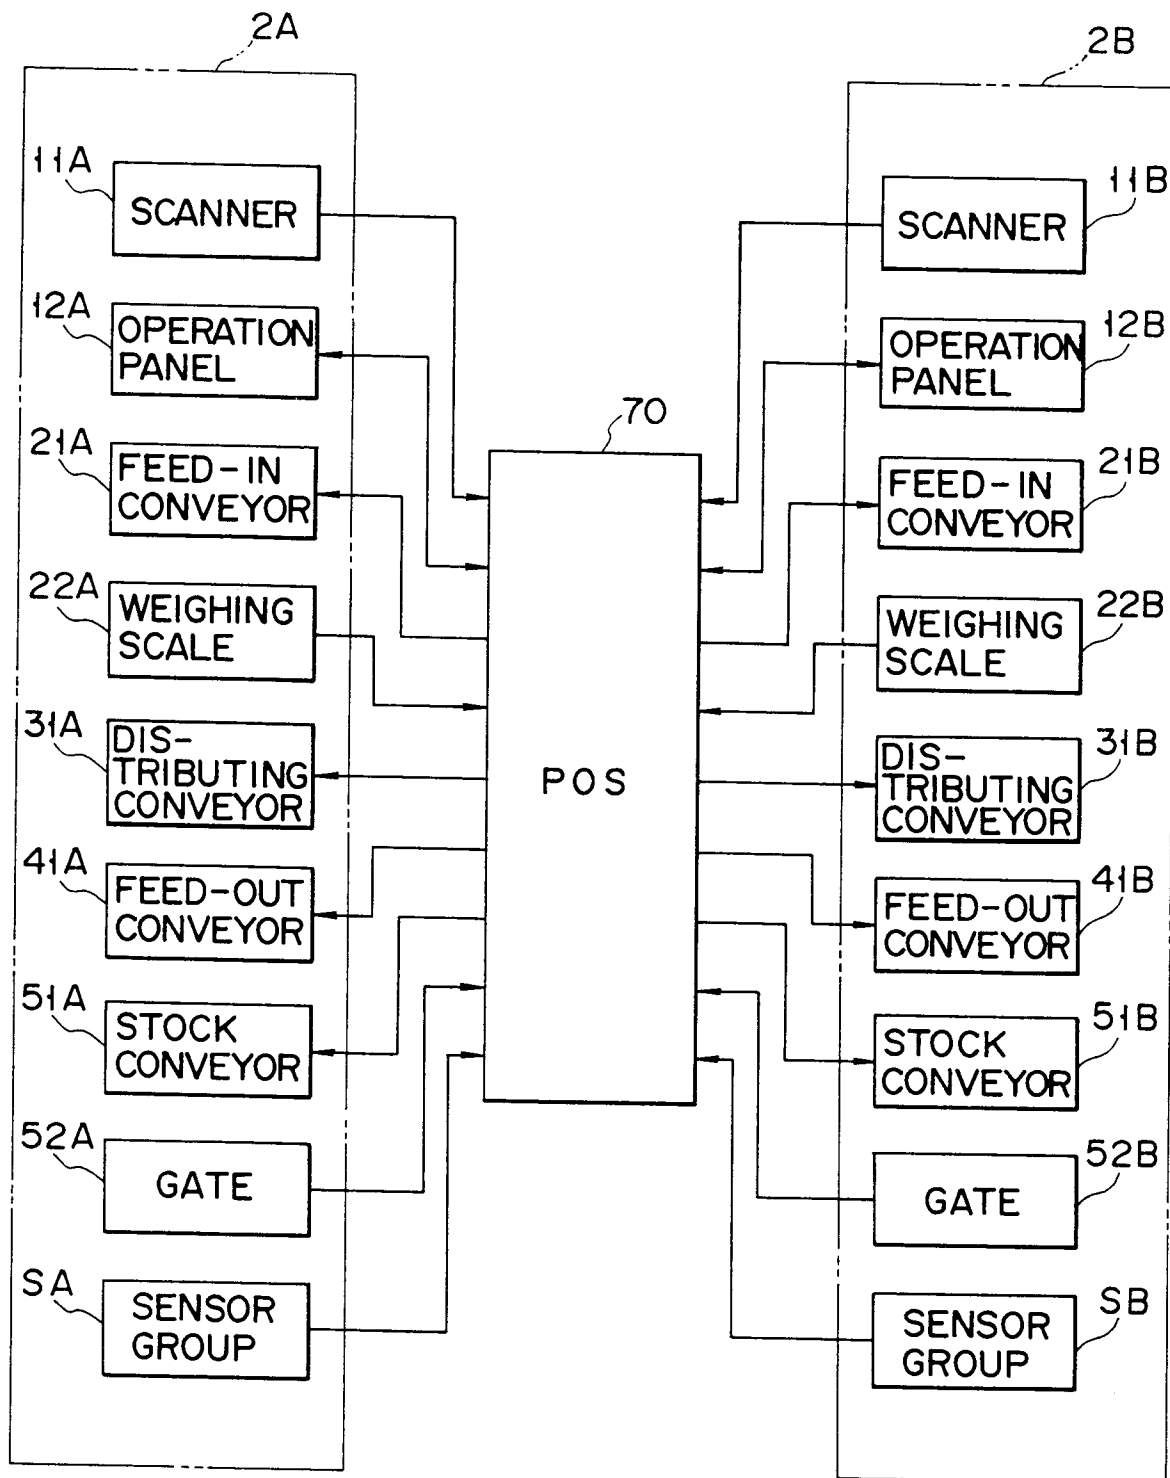 2A
11A
SCANNER
12A
OPERATION
PANEL
21A
FEED-IN
CONVEYOR
22A
WEIGHING
SCALE
31A
DIS-
TRIBUTING
CONVEYOR
41A
FEED-OUT
CONVEYOR
51A
STOCK
CONVEYOR
52A
GATE
SA
SENSOR
GROUP
70
POS
2B
11B
SCANNER
12B
OPERATION
PANEL
21B
FEED-IN
CONVEYOR
22B
WEIGHING
SCALE
31B
DIS-
TRIBUTING
CONVEYOR
41B
FEED-OUT
CONVEYOR
51B
STOCK
CONVEYOR
52B
GATE
SB
SENSOR
GROUP